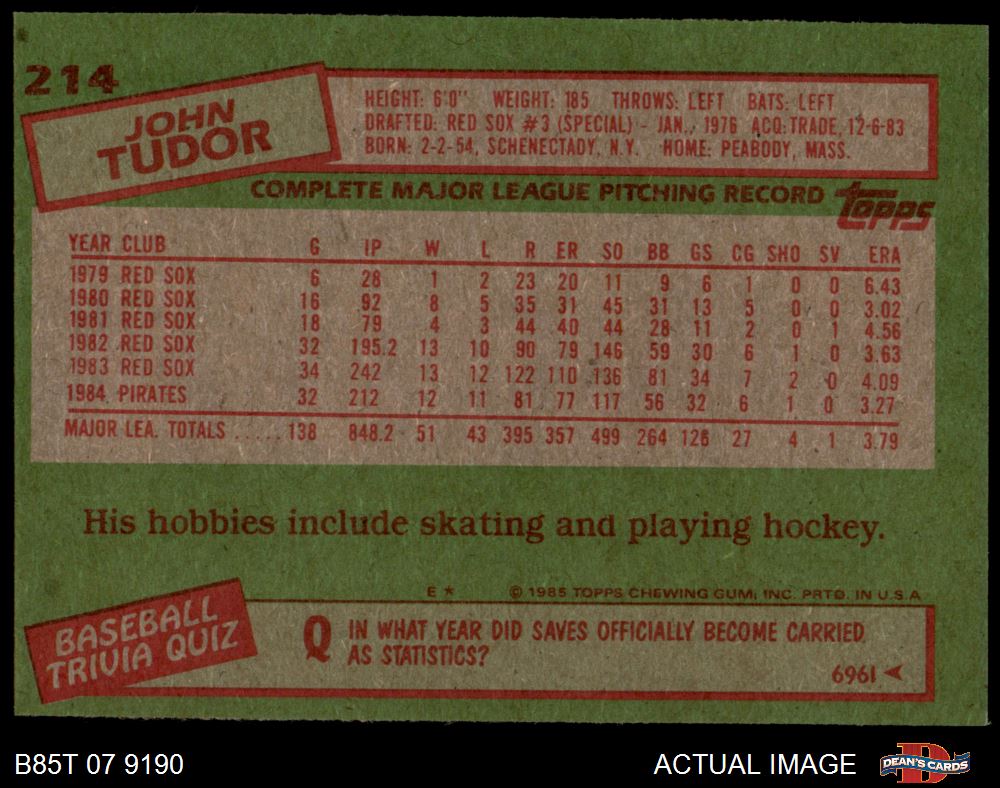 214
JOHN
TUDOR
HEIGHT: 6'0" WEIGHT: 185 THROWS: LEFT BATS: LEFT
DRAFTED: RED SOX #3 (SPECIAL) - JAN., 1976 ACQ: TRADE, 12-6-83
BORN: 2-2-54, SCHENECTADY, N.Y. HOME: PEABODY, MASS.
COMPLETE MAJOR LEAGUE PITCHING RECORD topps
YEAR CLUB G IP W L R ER SO BB GS CG SHO SV ERA
1979 RED SOX 6 28 1 2 23 20 11 9 6 1 0 0 6.43
1980 RED SOX 16 92 8 5 35 31 45 31 13 5 0 0 3.02
1981 RED SOX 18 79 4 3 44 40 44 28 11 2 0 1 4.56
1982 RED SOX 32 195.2 13 10 90 79 146 59 30 6 1 0 3.63
1983 RED SOX 34 242 13 12 122 110 136 81 34 7 2 0 4.09
1984 PIRATES 32 212 12 11 81 77 117 56 32 6 1 0 3.27
MAJOR LEA. TOTALS ..... 138 848.2 51 43 395 357 499 264 126 27 4 1 3.79
His hobbies include skating and playing hockey.
E * © 1985 TOPPS CHEWING GUM, INC. PRTD. IN U.S.A.
BASEBALL
TRIVIA QUIZ
Q IN WHAT YEAR DID SAVES OFFICIALLY BECOME CARRIED
AS STATISTICS?
1969
B85T 07 9190 ACTUAL IMAGE DEAN'S CARDS